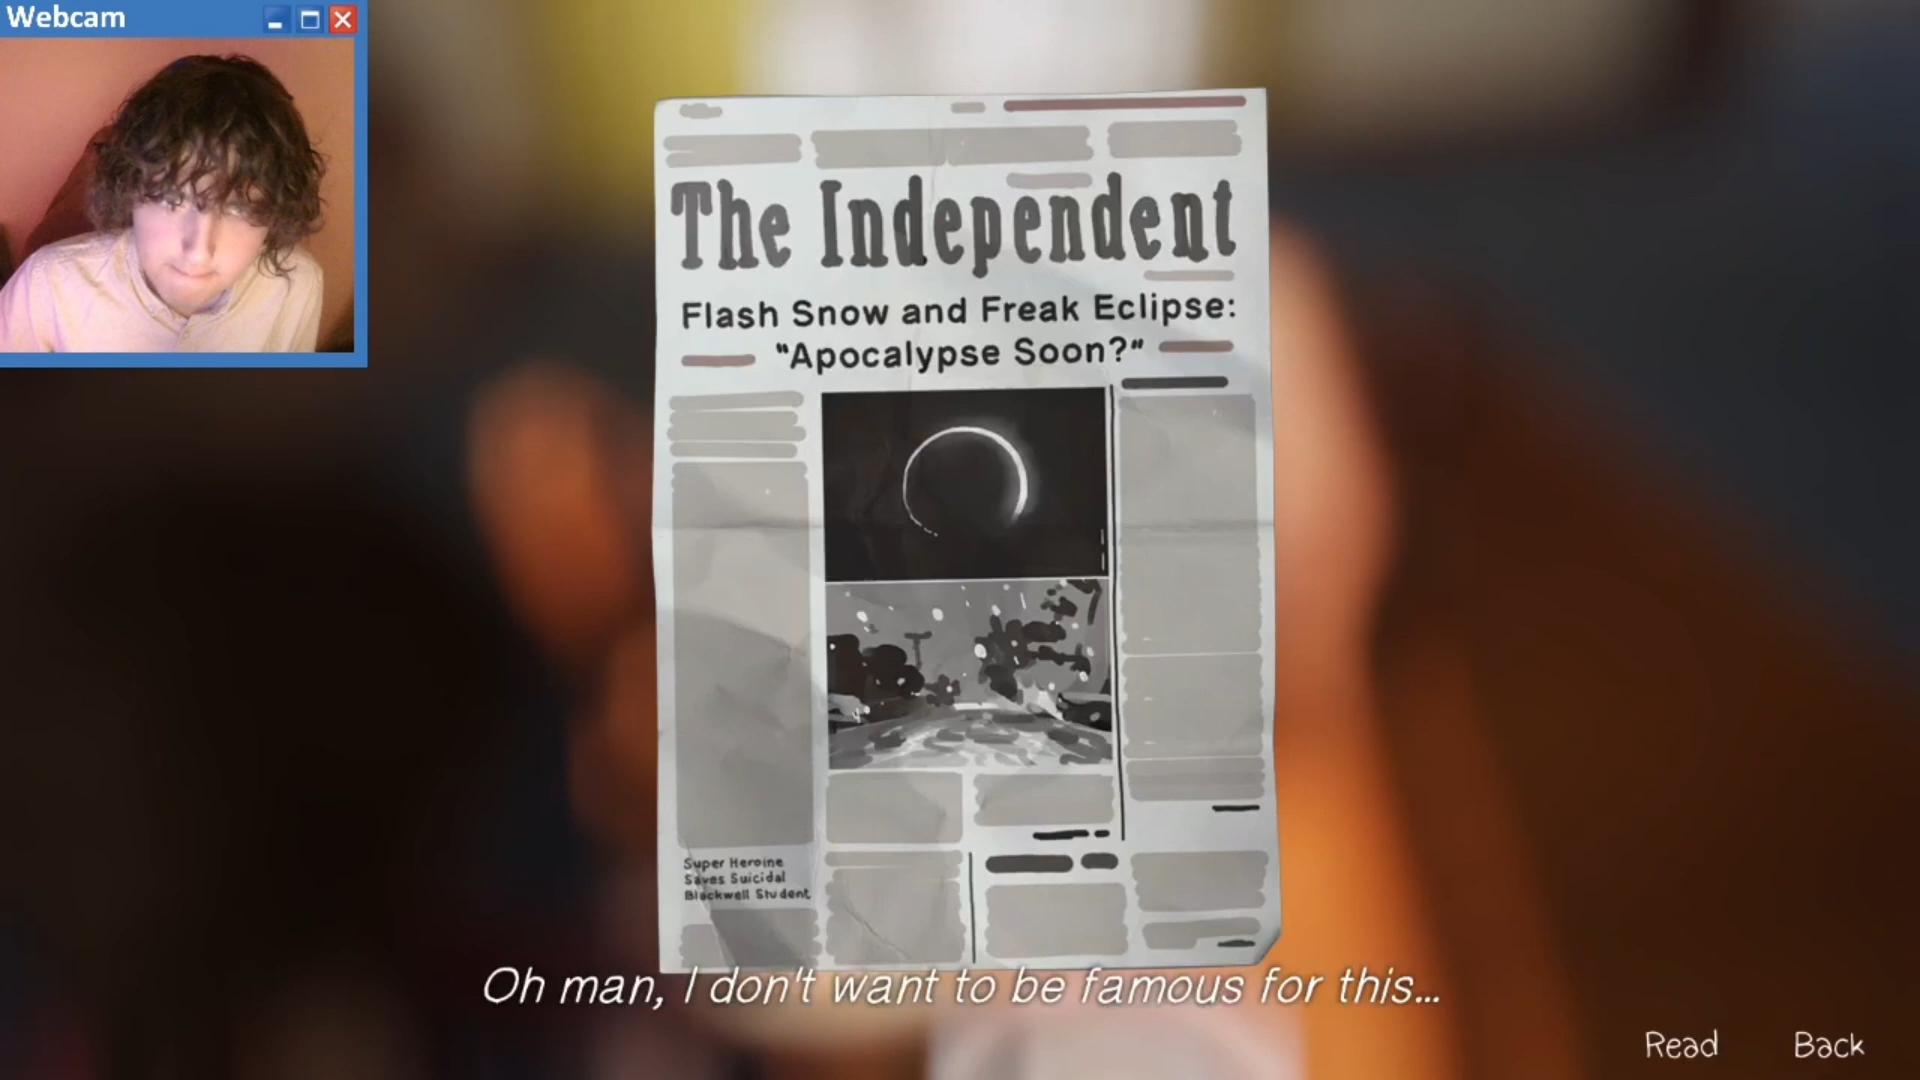 Webcam
The Independent
Flash Snow and Freak Eclipse:
"Apocalypse Soon?"
Super Heroine
Saves Suicidal
Blackwell Student
Oh man, I don't want to be famous for this...
Read Back